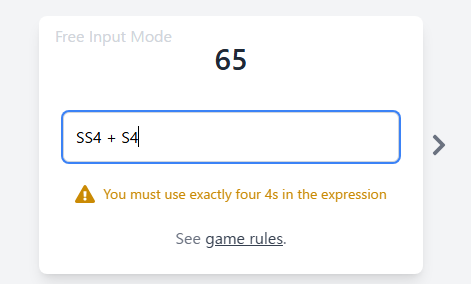 Free Input Mode
65
SS4 + S4
You must use exactly four 4s in the expression
See game rules.